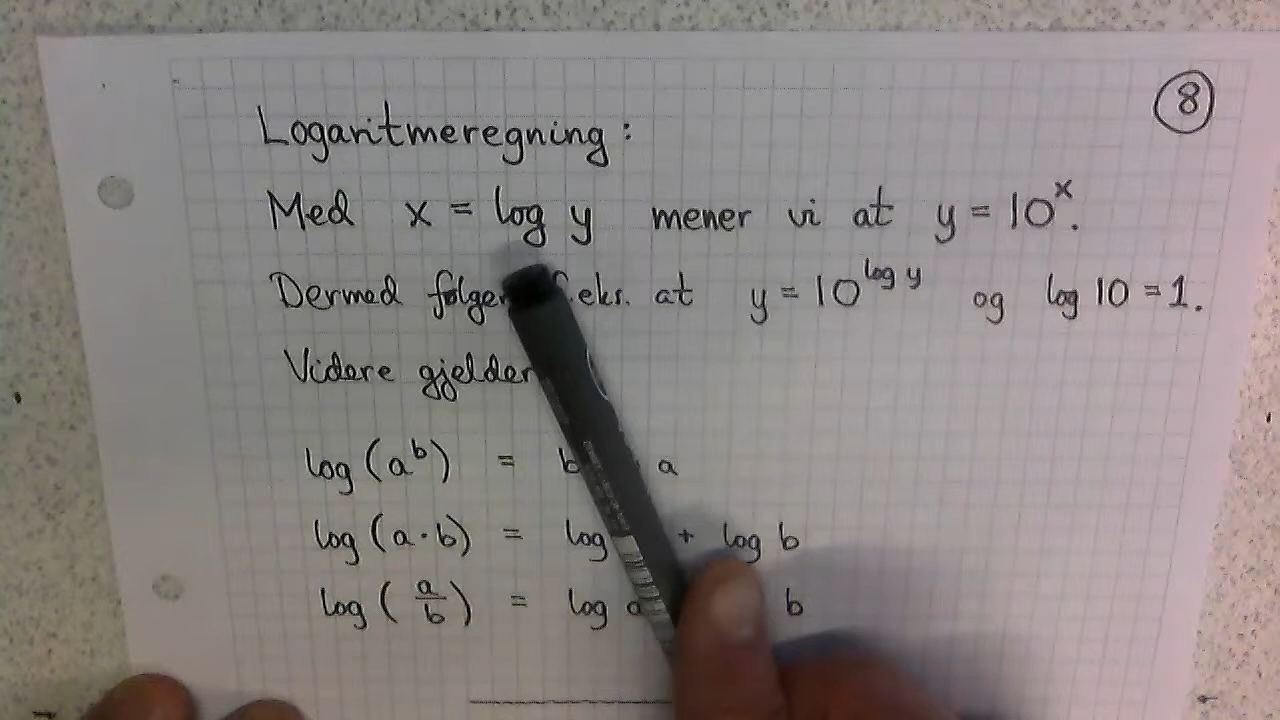 8
Logaritmeregning:
Med x = log y mener vi at y = 10^x.
Dermed følger f.eks. at y = 10^(log y) og log 10 = 1.
Videre gjelder
log (a^b) = b a
log (a · b) = log + log b
log (a/b) = log a b